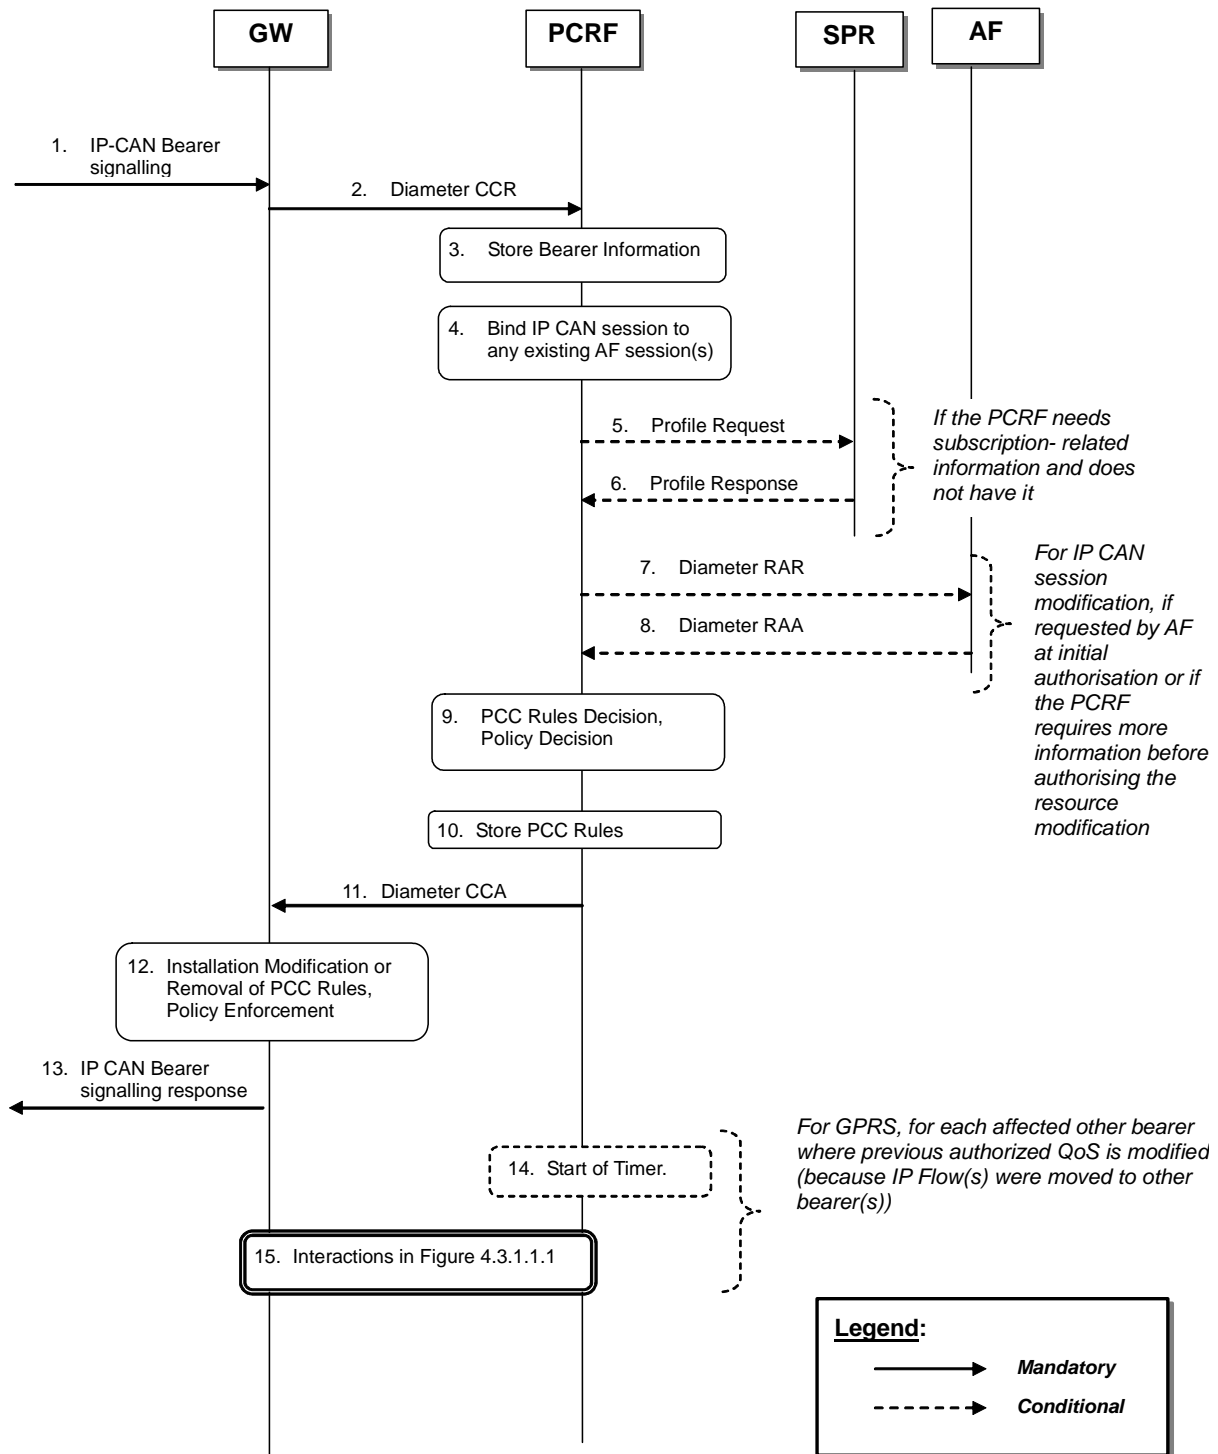 GW
PCRF
SPR
AF
1. IP-CAN Bearer
signalling
2. Diameter CCR
3. Store Bearer Information
4. Bind IP CAN session to
any existing AF session(s)
5. Profile Request
6. Profile Response
If the PCRF needs
subscription- related
information and does
not have it
7. Diameter RAR
8. Diameter RAA
For IP CAN
session
modification, if
requested by AF
at initial
authorisation or if
the PCRF
requires more
information before
authorising the
resource
modification
9. PCC Rules Decision,
Policy Decision
10. Store PCC Rules
11. Diameter CCA
12. Installation Modification or
Removal of PCC Rules,
Policy Enforcement
13. IP CAN Bearer
signalling response
14. Start of Timer.
For GPRS, for each affected other bearer
where previous authorized QoS is modified
(because IP Flow(s) were moved to other
bearer(s))
15. Interactions in Figure 4.3.1.1.1
Legend:
Mandatory
Conditional